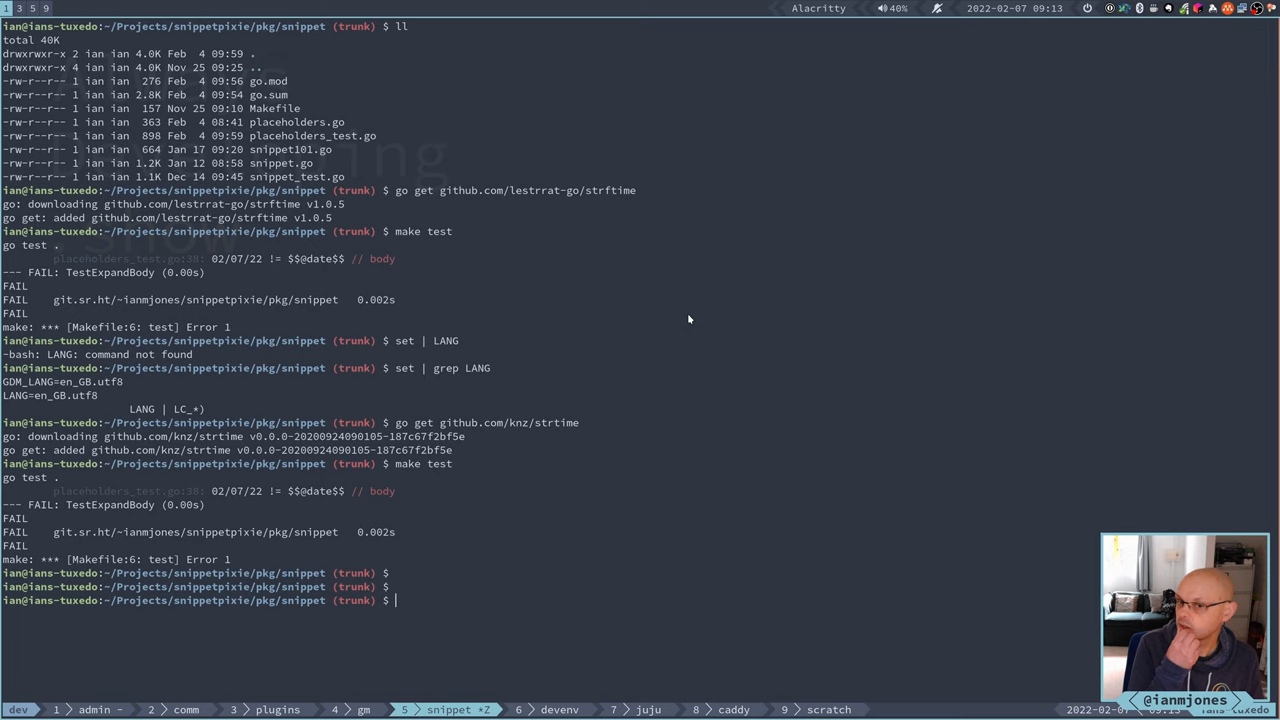 1 3 5 9
Alacritty
40%
2022-02-07 09:13
ian@ians-tuxedo:~/Projects/snippetpixie/pkg/snippet (trunk) $ ll
total 40K
drwxrwxr-x 2 ian ian 4.0K Feb  4 09:59 .
drwxrwxr-x 4 ian ian 4.0K Nov 25 09:25 ..
-rw-r--r-- 1 ian ian  276 Feb  4 09:56 go.mod
-rw-r--r-- 1 ian ian 2.8K Feb  4 09:54 go.sum
-rw-r--r-- 1 ian ian  157 Nov 25 09:10 Makefile
-rw-r--r-- 1 ian ian  363 Feb  4 08:41 placeholders.go
-rw-r--r-- 1 ian ian  898 Feb  4 09:22 placeholders_test.go
-rw-r--r-- 1 ian ian  664 Jan 17 09:20 snippet101.go
-rw-r--r-- 1 ian ian 1.2K Jan 12 08:58 snippet.go
-rw-r--r-- 1 ian ian 1.1K Dec 14 09:45 snippet_test.go
ian@ians-tuxedo:~/Projects/snippetpixie/pkg/snippet (trunk) $ go get github.com/lestrrat-go/strftime
go: downloading github.com/lestrrat-go/strftime v1.0.5
go get: added github.com/lestrrat-go/strftime v1.0.5
ian@ians-tuxedo:~/Projects/snippetpixie/pkg/snippet (trunk) $ make test
go test .
placeholders_test.go:38: 02/07/22 != $$@date$$ // body
--- FAIL: TestExpandBody (0.00s)
FAIL
FAIL    git.sr.ht/~ianmjones/snippetpixie/pkg/snippet   0.002s
FAIL
make: *** [Makefile:6: test] Error 1
ian@ians-tuxedo:~/Projects/snippetpixie/pkg/snippet (trunk) $ set | LANG
-bash: LANG: command not found
ian@ians-tuxedo:~/Projects/snippetpixie/pkg/snippet (trunk) $ set | grep LANG
GDM_LANG=en_GB.utf8
LANG=en_GB.utf8
LANG | LC_*)
ian@ians-tuxedo:~/Projects/snippetpixie/pkg/snippet (trunk) $ go get github.com/knz/strtime
go: downloading github.com/knz/strtime v0.0.0-20200924090105-187c67f2bf5e
go get: added github.com/knz/strtime v0.0.0-20200924090105-187c67f2bf5e
ian@ians-tuxedo:~/Projects/snippetpixie/pkg/snippet (trunk) $ make test
go test .
placeholders_test.go:38: 02/07/22 != $$@date$$ // body
--- FAIL: TestExpandBody (0.00s)
FAIL
FAIL    git.sr.ht/~ianmjones/snippetpixie/pkg/snippet   0.002s
FAIL
make: *** [Makefile:6: test] Error 1
ian@ians-tuxedo:~/Projects/snippetpixie/pkg/snippet (trunk) $
ian@ians-tuxedo:~/Projects/snippetpixie/pkg/snippet (trunk) $
ian@ians-tuxedo:~/Projects/snippetpixie/pkg/snippet (trunk) $
@ianmjones
dev 1 admin - 2 comm 3 plugins 4 gm 5 snippet *Z 6 devenv 7 juju 8 caddy 9 scratch 2022-02-07